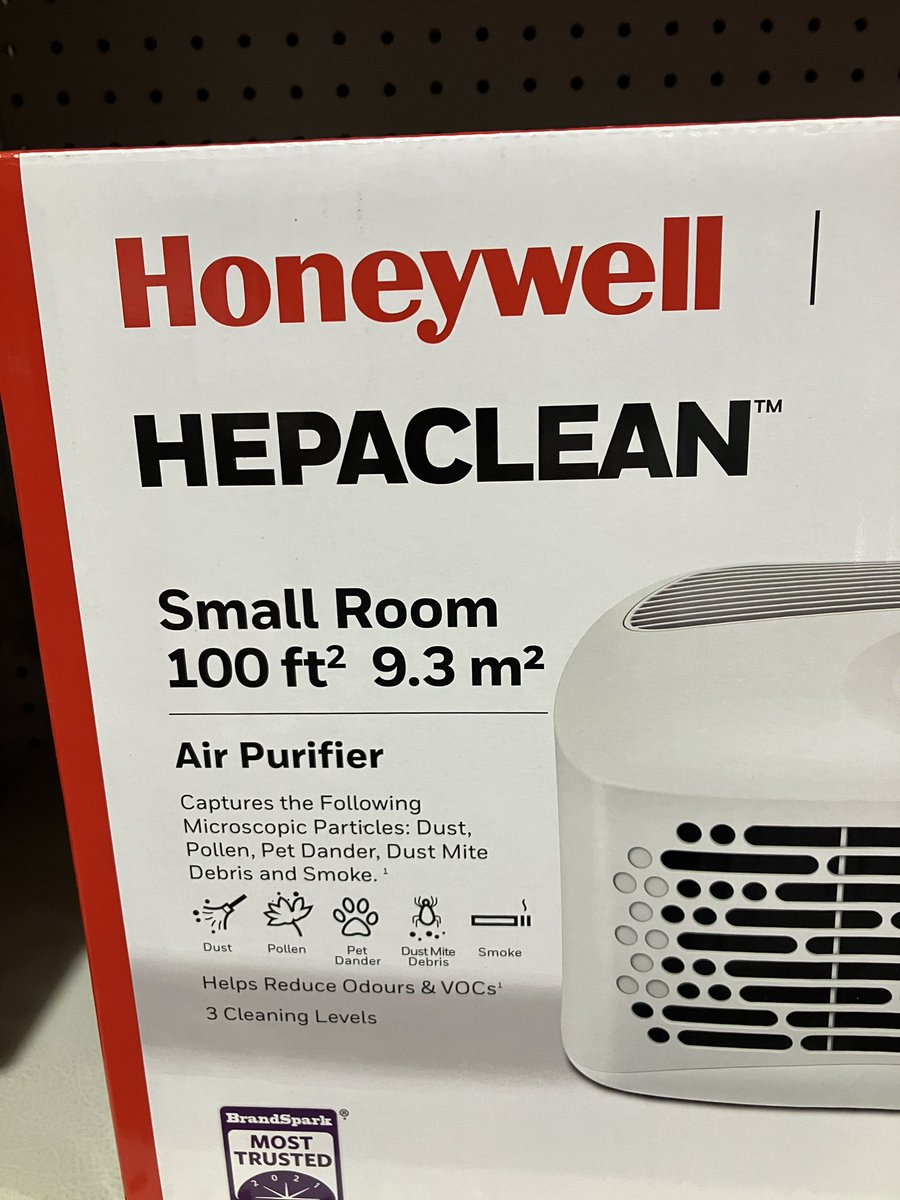 Honeywell
HEPACLEAN™
Small Room
100 ft² 9.3 m²
Air Purifier
Captures the Following
Microscopic Particles: Dust,
Pollen, Pet Dander, Dust Mite
Debris and Smoke.¹
Dust
Pollen
Pet
Dander
Dust Mite
Debris
Smoke
Helps Reduce Odours & VOCs¹
3 Cleaning Levels
BrandSpark®
MOST
TRUSTED
2021